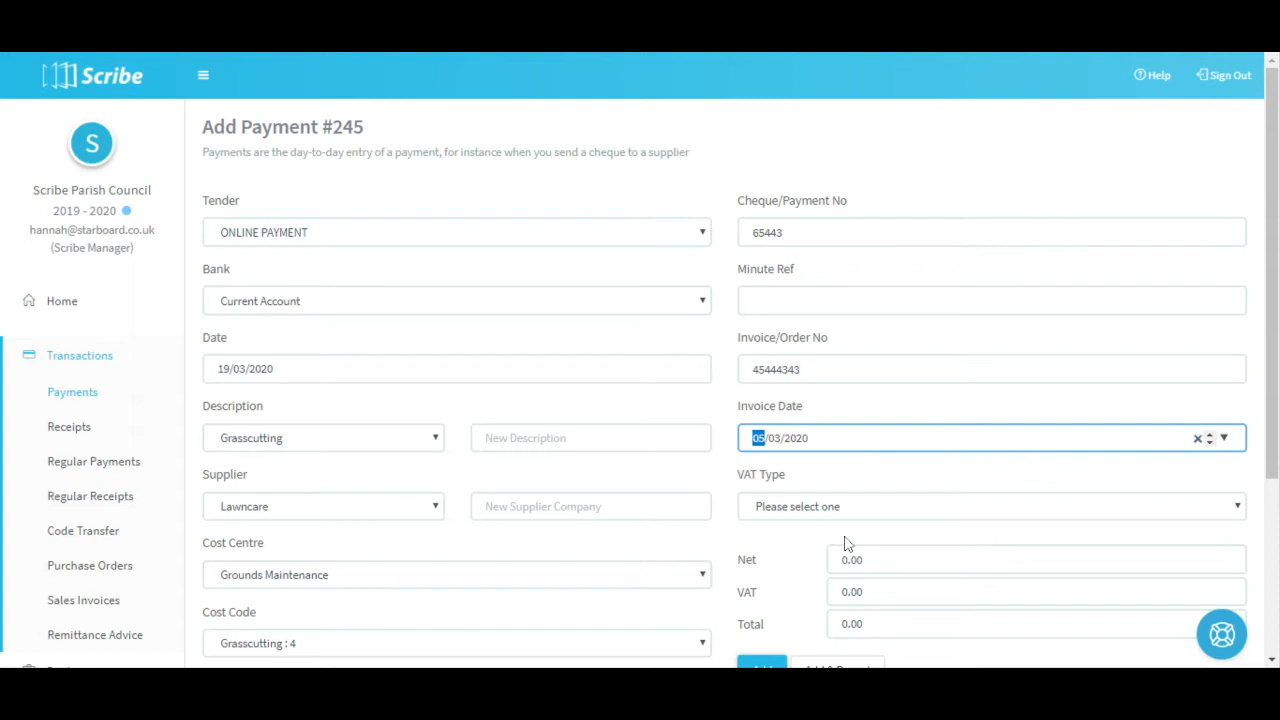 Scribe
Help
Sign Out
S
Scribe Parish Council
2019 - 2020
hannah@starboard.co.uk
(Scribe Manager)
Home
Transactions
Payments
Receipts
Regular Payments
Regular Receipts
Code Transfer
Purchase Orders
Sales Invoices
Remittance Advice
Add Payment #245
Payments are the day-to-day entry of a payment, for instance when you send a cheque to a supplier
Tender
ONLINE PAYMENT
Bank
Current Account
Date
19/03/2020
Description
Grasscutting
New Description
Supplier
Lawncare
New Supplier Company
Cost Centre
Grounds Maintenance
Cost Code
Grasscutting : 4
Cheque/Payment No
65443
Minute Ref
Invoice/Order No
45444343
Invoice Date
05/03/2020
VAT Type
Please select one
Net
0.00
VAT
0.00
Total
0.00